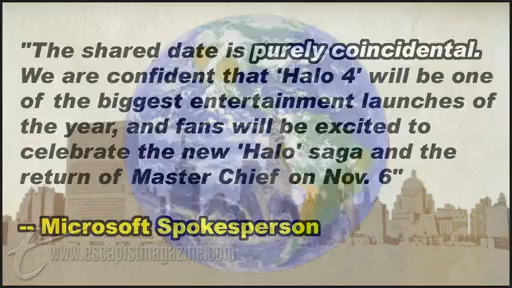 "The shared date is purely coincidental.
We are confident that 'Halo 4' will be one
of the biggest entertainment launches of
the year, and fans will be excited to
celebrate the new 'Halo' saga and the
return of Master Chief on Nov. 6"
-- Microsoft Spokesperson
www.escapistmagazine.com